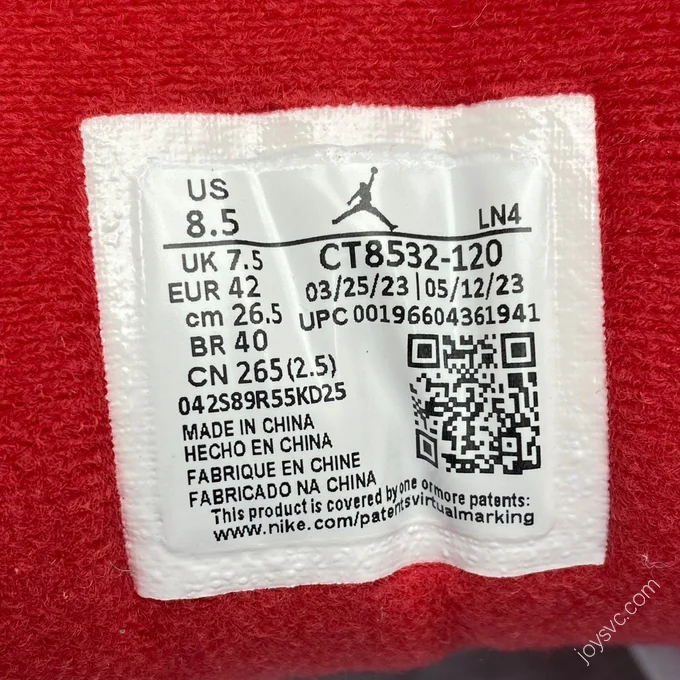 US
8.5
LN4
UK 7.5
CT8532-120
EUR 42
03/25/23 | 05/12/23
cm 26.5
UPC 00196604361941
BR 40
CN 265 (2.5)
042S89R55KD25
MADE IN CHINA
HECHO EN CHINA
FABRIQUE EN CHINE
FABRICADO NA CHINA
This product is covered by one or more patents:
www.nike.com/patentsvirtualmarking
joysvc.com